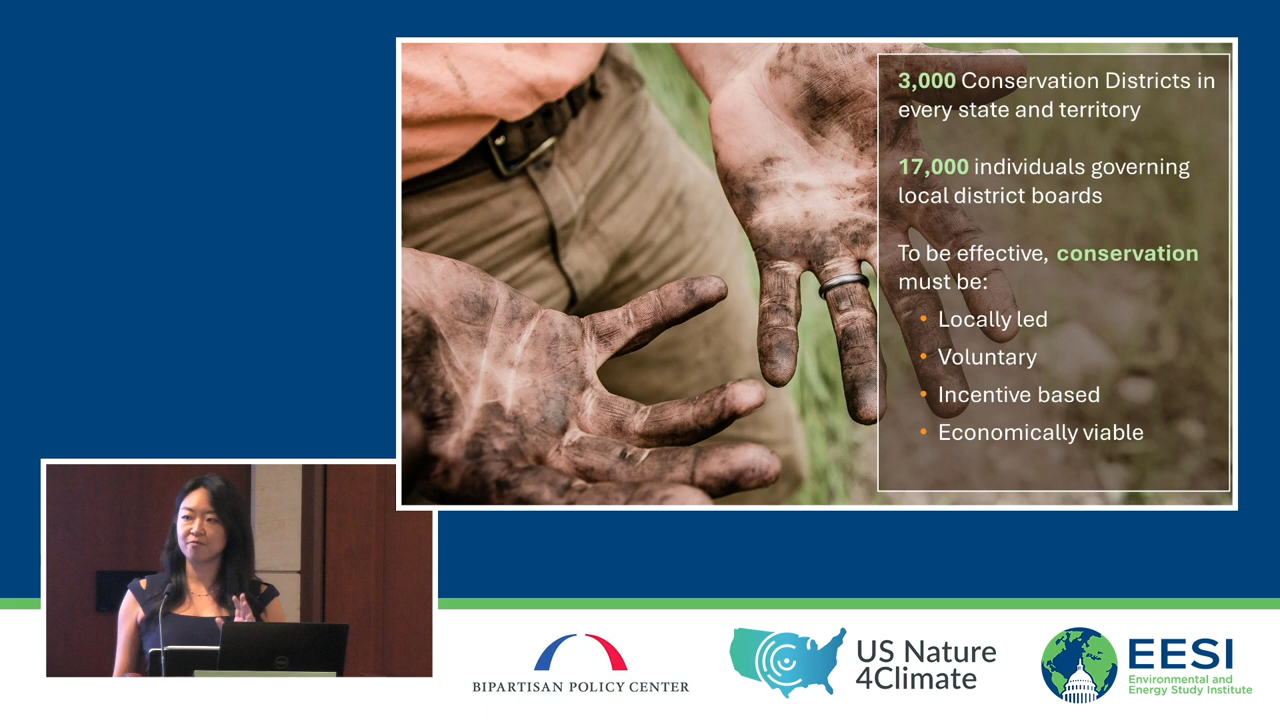 3,000 Conservation Districts in
every state and territory
17,000 individuals governing
local district boards
To be effective, conservation
must be:
• Locally led
• Voluntary
• Incentive based
• Economically viable
BIPARTISAN POLICY CENTER
US Nature
4Climate
EESI
Environmental and
Energy Study Institute